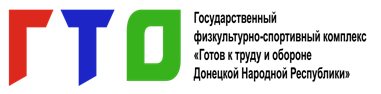 ГТО
Государственный
физкультурно-спортивный комплекс
«Готов к труду и обороне
Донецкой Народной Республики»